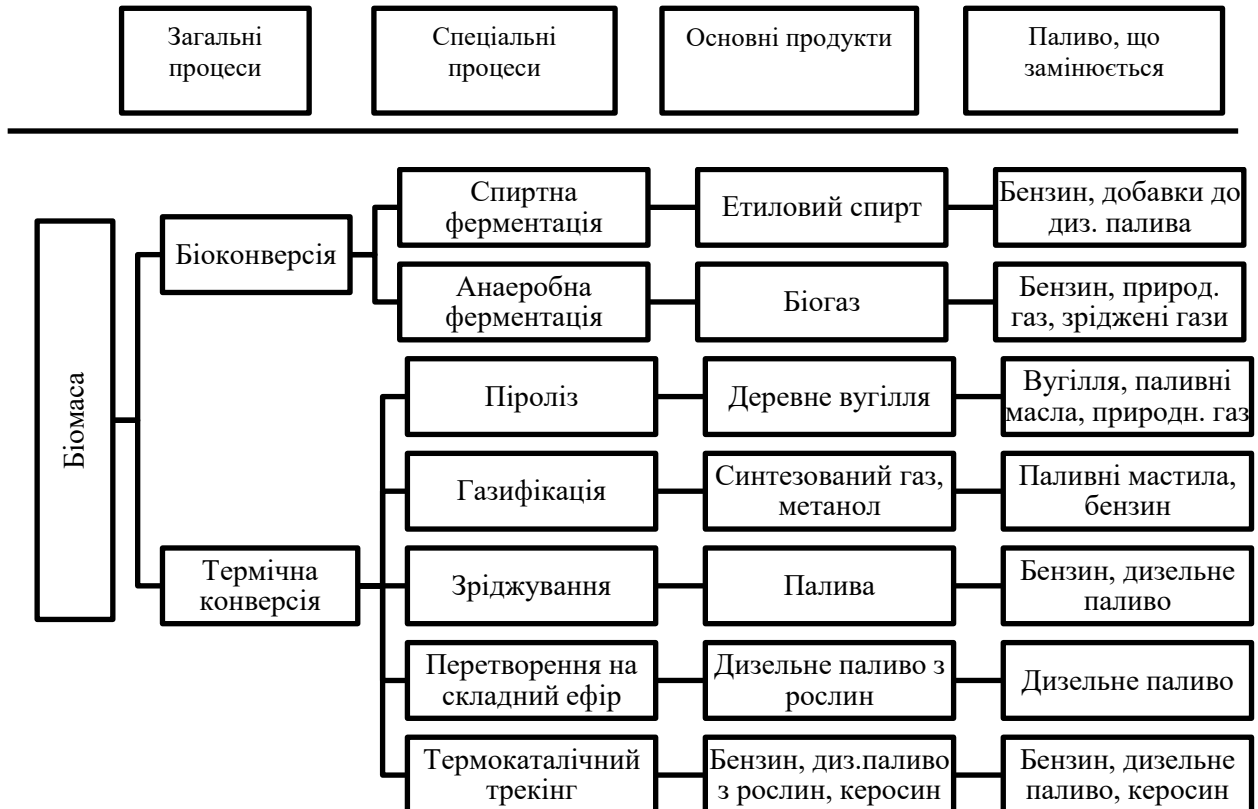 Загальні
процеси
Спеціальні
процеси
Основні продукти
Паливо, що
замінюється
Біомаса
Біоконверсія
Спиртна
ферментація
Етиловий спирт
Бензин, добавки до
диз. палива
Анаеробна
ферментація
Біогаз
Бензин, природ.
газ, зріджені гази
Термічна
конверсія
Піроліз
Деревне вугілля
Вугілля, паливні
масла, природн. газ
Газифікація
Синтезований газ,
метанол
Паливні мастила,
бензин
Зріджування
Палива
Бензин, дизельне
паливо
Перетворення на
складний ефір
Дизельне паливо з
рослин
Дизельне паливо
Термокаталічний
трекінг
Бензин, диз.паливо
з рослин, керосин
Бензин, дизельне
паливо, керосин